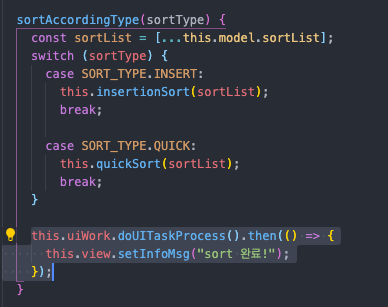 sortAccordingType(sortType) {
  const sortList = [...this.model.sortList];
  switch (sortType) {
    case SORT_TYPE.INSERT:
      this.insertionSort(sortList);
      break;

    case SORT_TYPE.QUICK:
      this.quickSort(sortList);
      break;
  }

  this.uiWork.doUITaskProcess().then(() => {
    this.view.setInfoMsg("sort 완료!");
  });
}